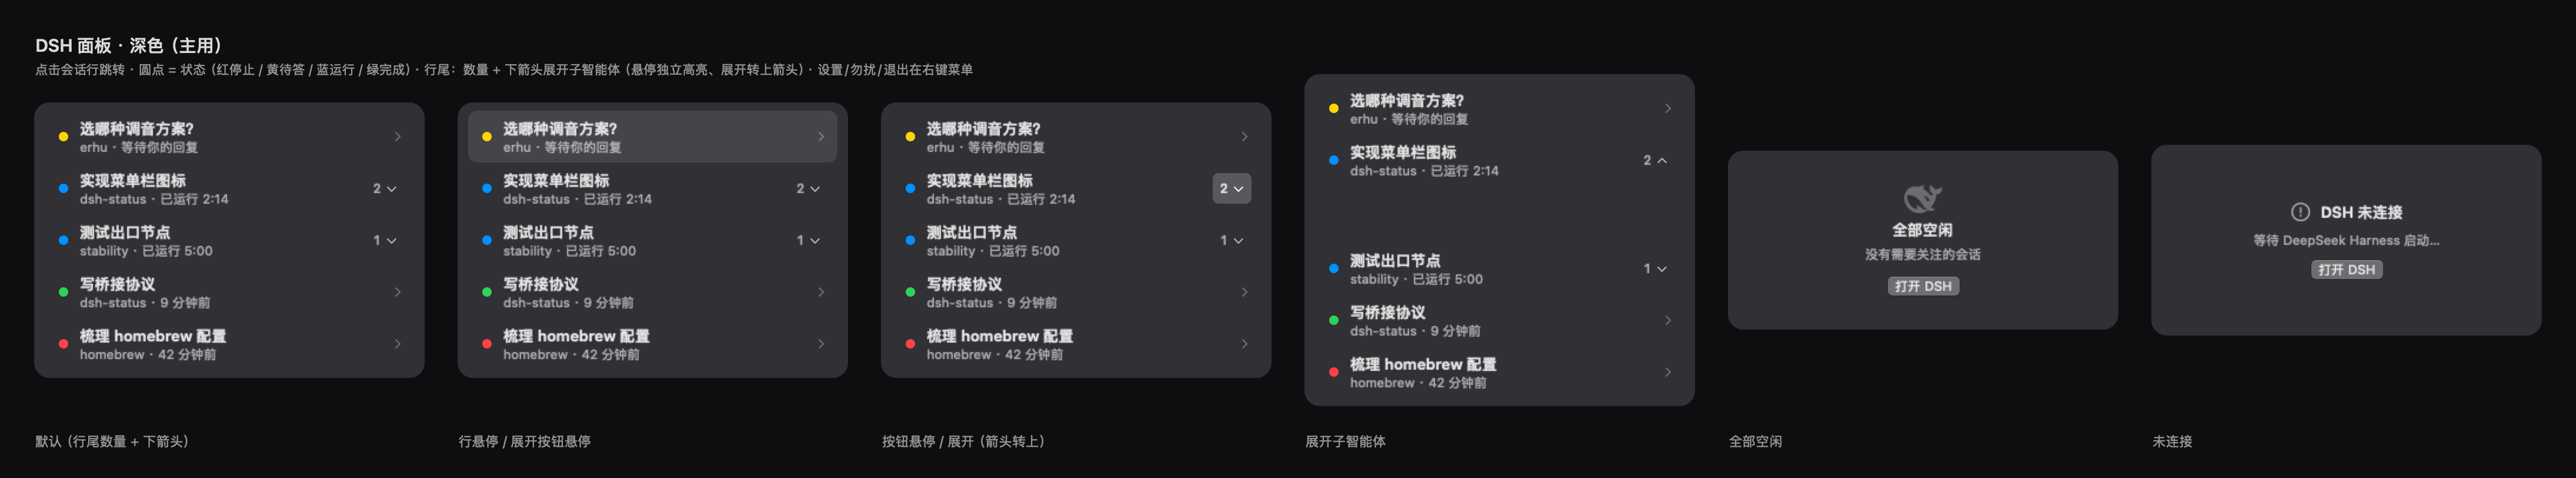 DSH 面板 · 深色（主用）
点击会话行跳转 · 圆点 = 状态（红停止 / 黄待答 / 蓝运行 / 绿完成）· 行尾：数量 + 下箭头展开子智能体（悬停独立高亮、展开转上箭头）· 设置/勿扰/退出在右键菜单
选哪种调音方案?
erhu · 等待你的回复
实现菜单栏图标
dsh-status · 已运行 2:14
2
测试出口节点
stability · 已运行 5:00
1
写桥接协议
dsh-status · 9 分钟前
梳理 homebrew 配置
homebrew · 42 分钟前
默认（行尾数量 + 下箭头）
选哪种调音方案?
erhu · 等待你的回复
实现菜单栏图标
dsh-status · 已运行 2:14
2
测试出口节点
stability · 已运行 5:00
1
写桥接协议
dsh-status · 9 分钟前
梳理 homebrew 配置
homebrew · 42 分钟前
行悬停 / 展开按钮悬停
选哪种调音方案?
erhu · 等待你的回复
实现菜单栏图标
dsh-status · 已运行 2:14
2
测试出口节点
stability · 已运行 5:00
1
写桥接协议
dsh-status · 9 分钟前
梳理 homebrew 配置
homebrew · 42 分钟前
按钮悬停 / 展开（箭头转上）
选哪种调音方案?
erhu · 等待你的回复
实现菜单栏图标
dsh-status · 已运行 2:14
2
测试出口节点
stability · 已运行 5:00
1
写桥接协议
dsh-status · 9 分钟前
梳理 homebrew 配置
homebrew · 42 分钟前
展开子智能体
全部空闲
没有需要关注的会话
打开 DSH
全部空闲
DSH 未连接
等待 DeepSeek Harness 启动...
打开 DSH
未连接